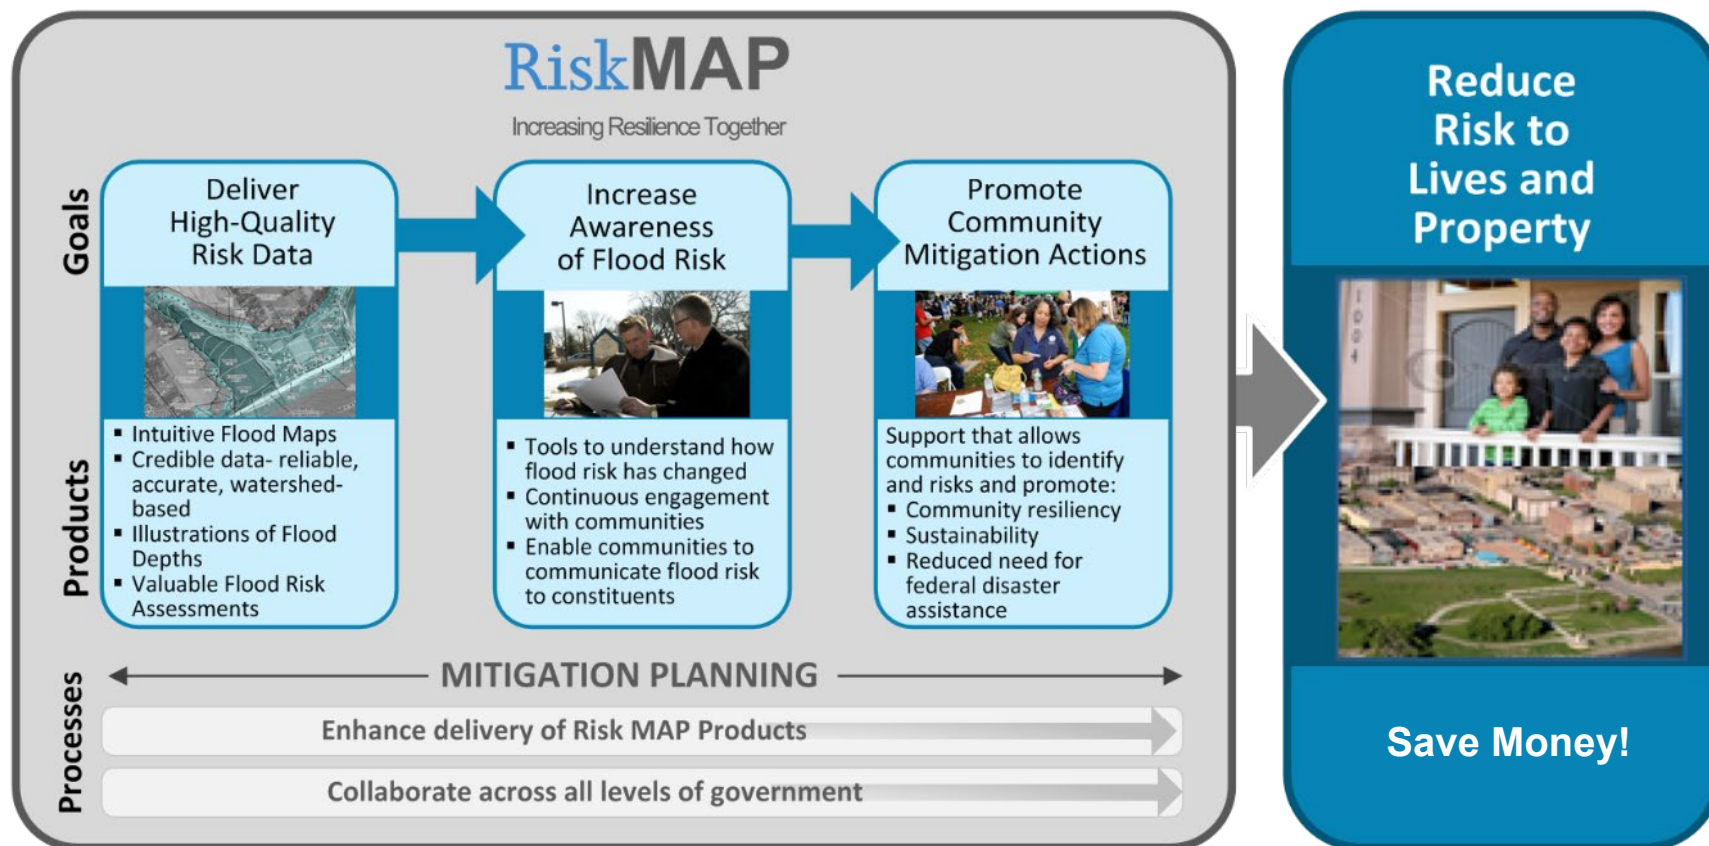 RiskMAP
Increasing Resilience Together
Goals
Deliver
High-Quality
Risk Data
Increase
Awareness
of Flood Risk
Promote
Community
Mitigation Actions
Products
▪ Intuitive Flood Maps
▪ Credible data- reliable,
accurate, watershed-
based
▪ Illustrations of Flood
Depths
▪ Valuable Flood Risk
Assessments
▪ Tools to understand how
flood risk has changed
▪ Continuous engagement
with communities
▪ Enable communities to
communicate flood risk
to constituents
Support that allows
communities to identify
and risks and promote:
▪ Community resiliency
▪ Sustainability
▪ Reduced need for
federal disaster
assistance
Processes
MITIGATION PLANNING
Enhance delivery of Risk MAP Products
Collaborate across all levels of government
Reduce
Risk to
Lives and
Property
1004
Save Money!